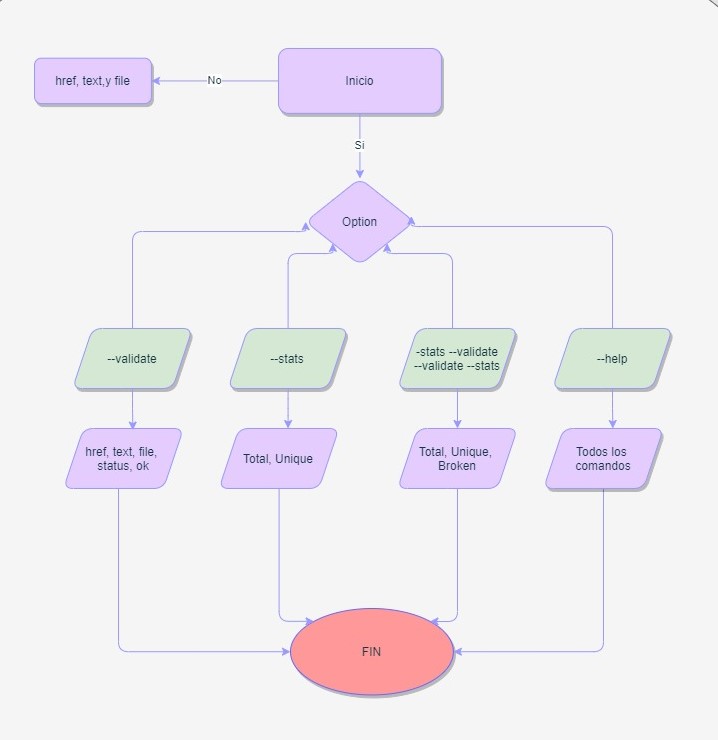 href, text,y file
No
Inicio
Si
Option
--validate
--stats
-stats --validate
--validate --stats
--help
href, text, file,
status, ok
Total, Unique
Total, Unique,
Broken
Todos los
comandos
FIN